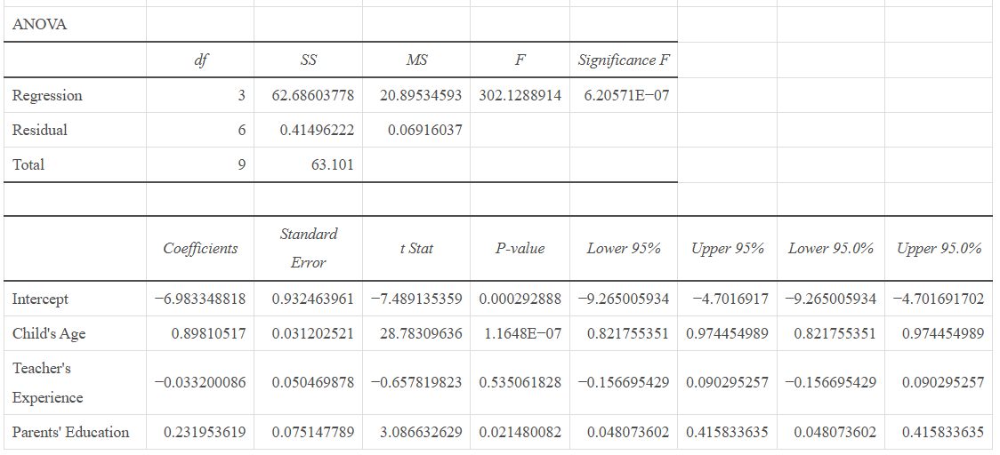 ANOVA
df SS MS F Significance F
Regression 3 62.68603778 20.89534593 302.1288914 6.20571E−07
Residual 6 0.41496222 0.06916037
Total 9 63.101
Coefficients Standard Error t Stat P-value Lower 95% Upper 95% Lower 95.0% Upper 95.0%
Intercept −6.983348818 0.932463961 −7.489135359 0.000292888 −9.265005934 −4.7016917 −9.265005934 −4.701691702
Child's Age 0.89810517 0.031202521 28.78309636 1.1648E−07 0.821755351 0.974454989 0.821755351 0.974454989
Teacher's Experience −0.033200086 0.050469878 −0.657819823 0.535061828 −0.156695429 0.090295257 −0.156695429 0.090295257
Parents' Education 0.231953619 0.075147789 3.086632629 0.021480082 0.048073602 0.415833635 0.048073602 0.415833635